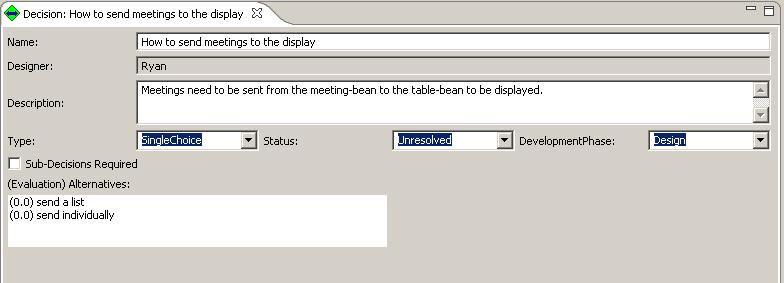 Decision: How to send meetings to the display
Name: How to send meetings to the display
Designer: Ryan
Description: Meetings need to be sent from the meeting-bean to the table-bean to be displayed.
Type: SingleChoice Status: Unresolved DevelopmentPhase: Design
Sub-Decisions Required
(Evaluation) Alternatives:
(0.0) send a list
(0.0) send individually